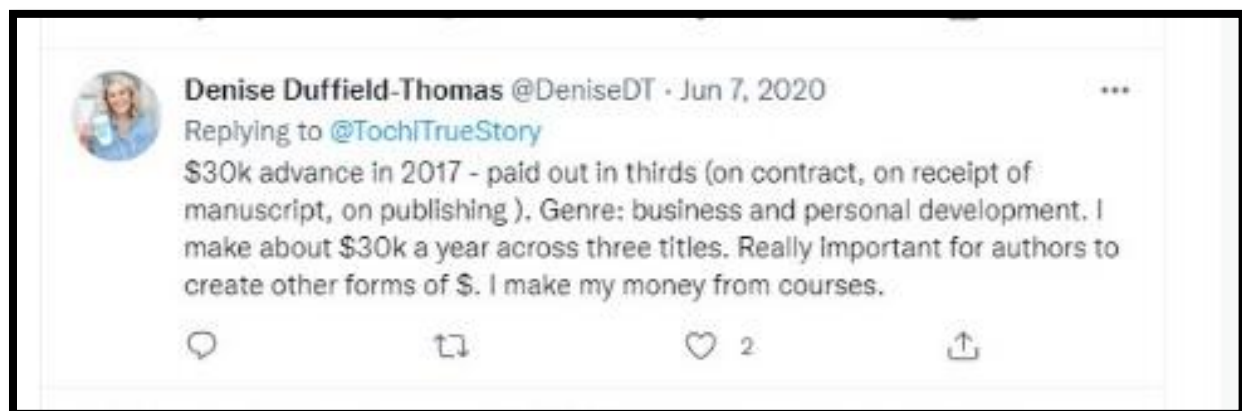 Denise Duffield-Thomas @DeniseDT · Jun 7, 2020
Replying to @TochiTrueStory
$30k advance in 2017 - paid out in thirds (on contract, on receipt of
manuscript, on publishing ). Genre: business and personal development. I
make about $30k a year across three titles. Really important for authors to
create other forms of $. I make my money from courses.
2